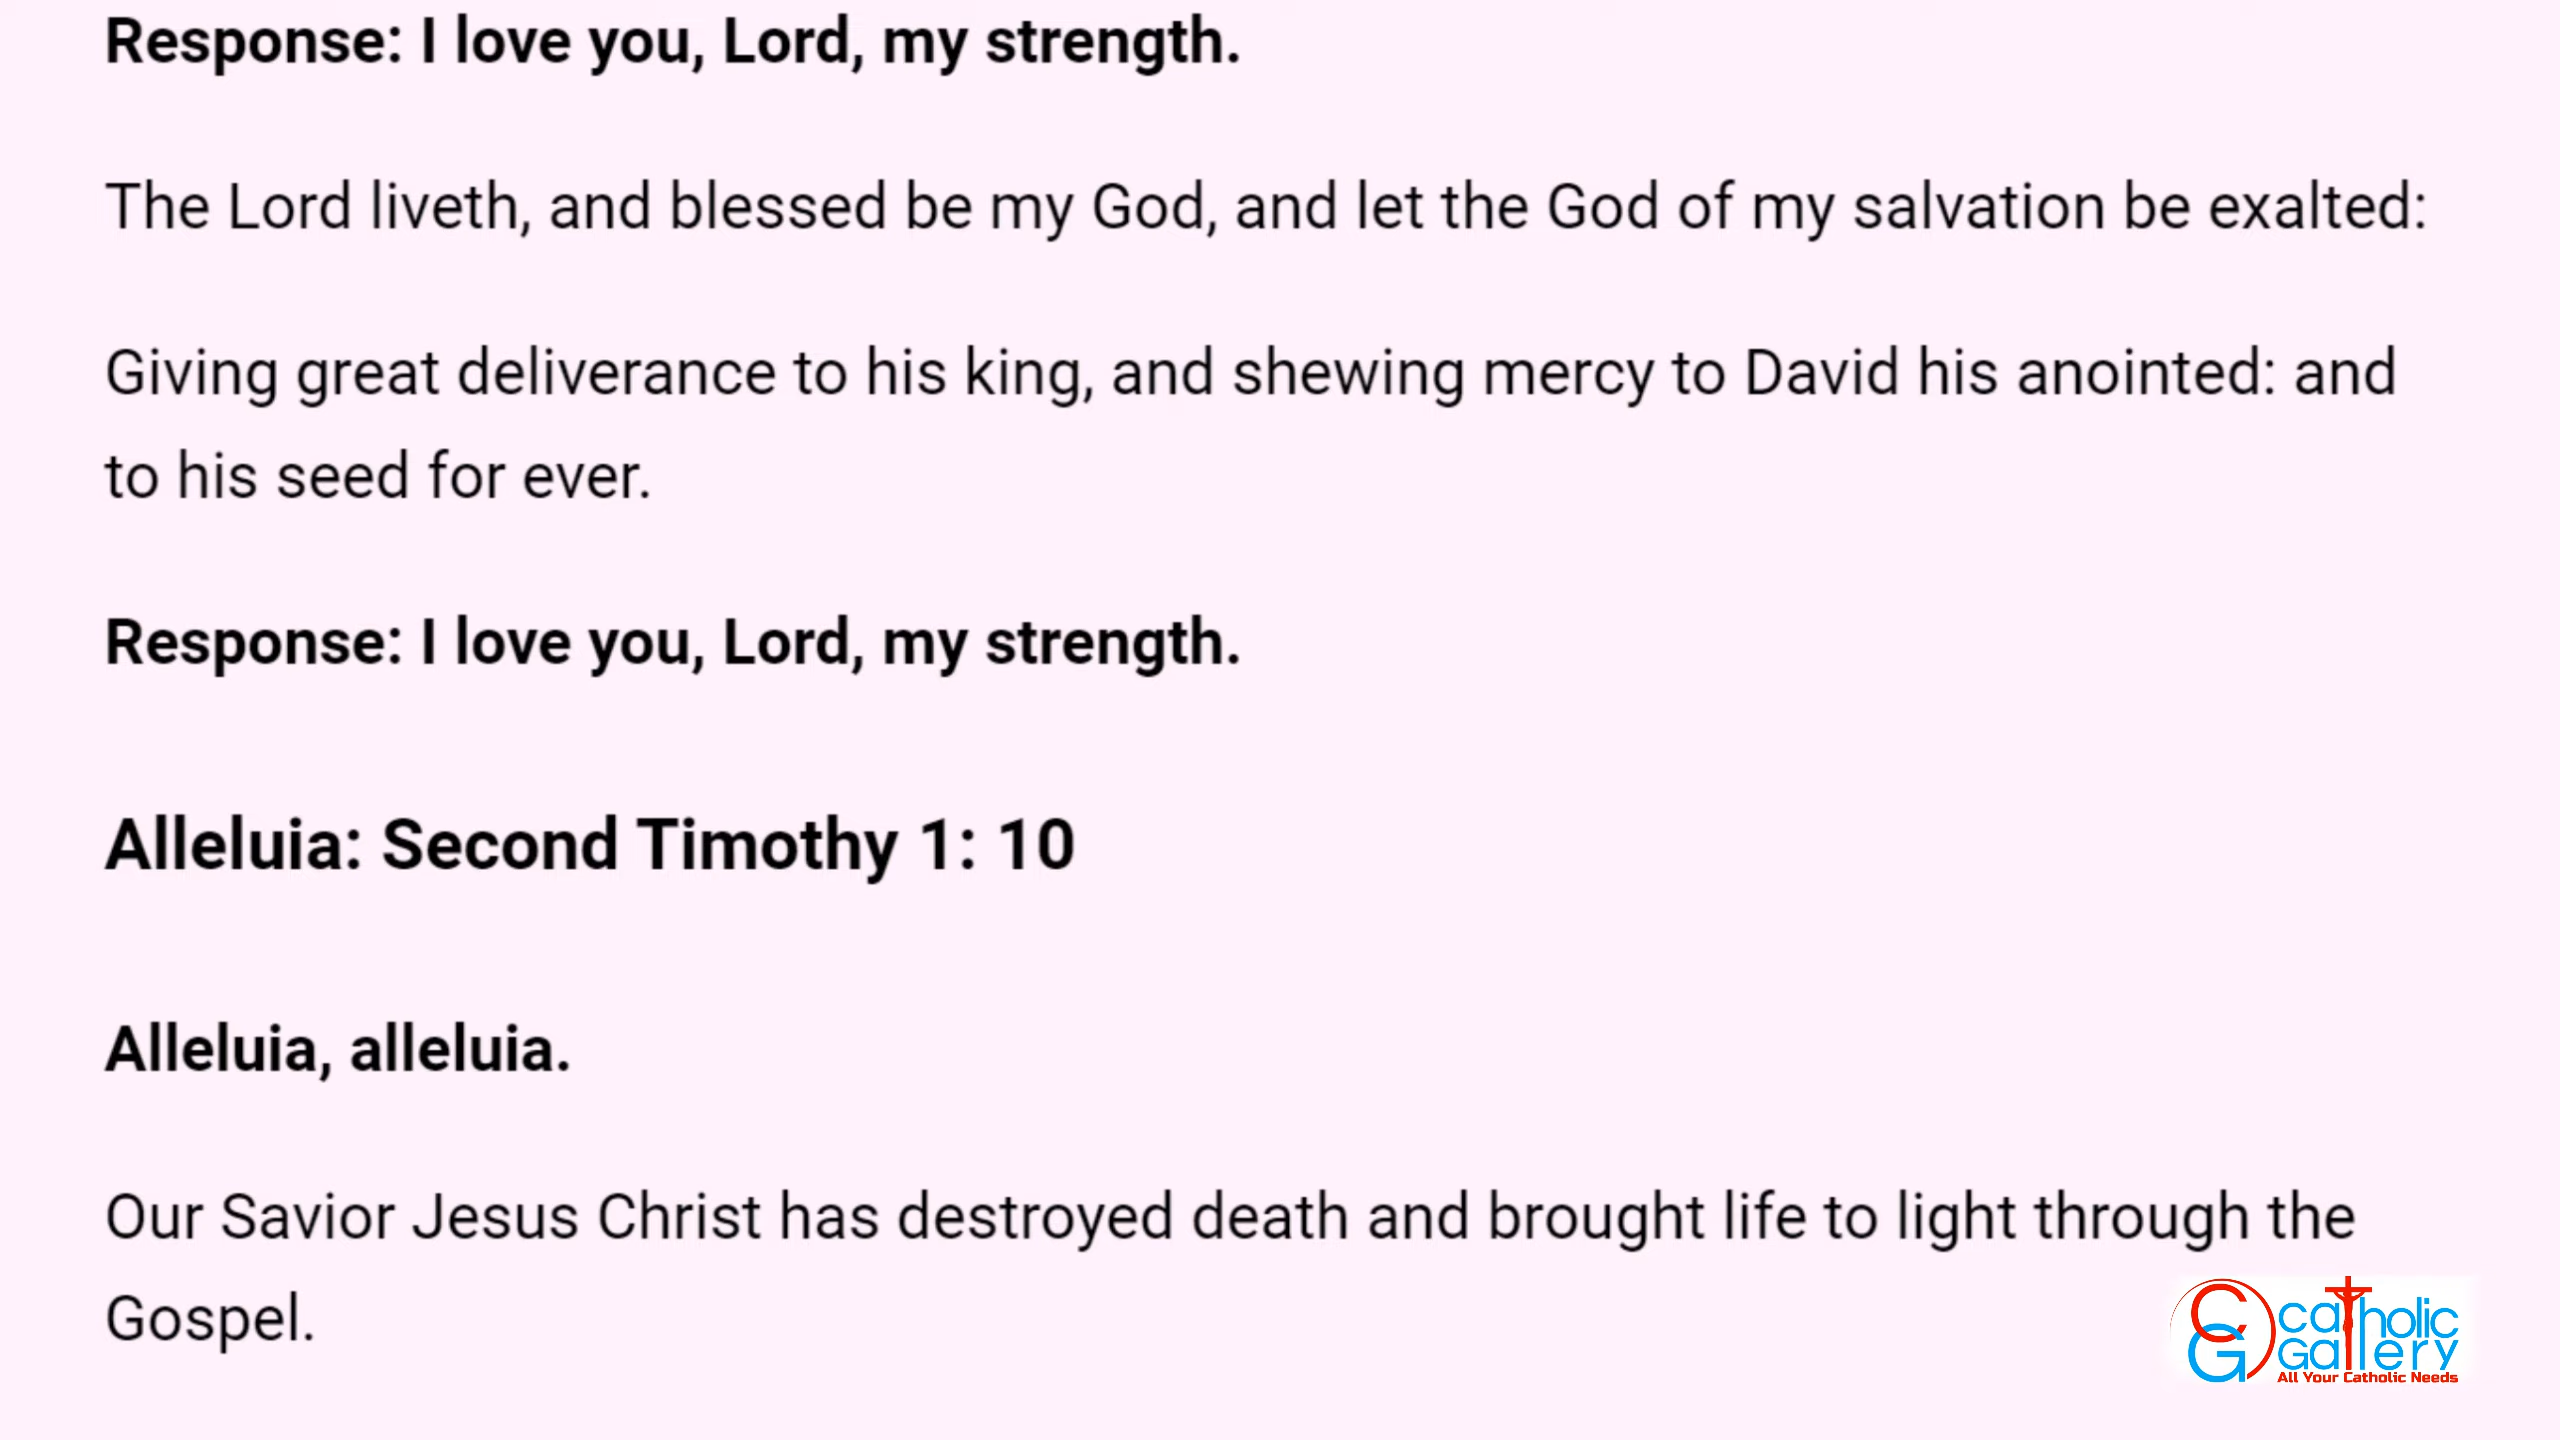 Response: I love you, Lord, my strength.
The Lord liveth, and blessed be my God, and let the God of my salvation be exalted:
Giving great deliverance to his king, and shewing mercy to David his anointed: and
to his seed for ever.
Response: I love you, Lord, my strength.
Alleluia: Second Timothy 1: 10
Alleluia, alleluia.
Our Savior Jesus Christ has destroyed death and brought life to light through the
Gospel.
CG
catholic
Gallery
All Your Catholic Needs